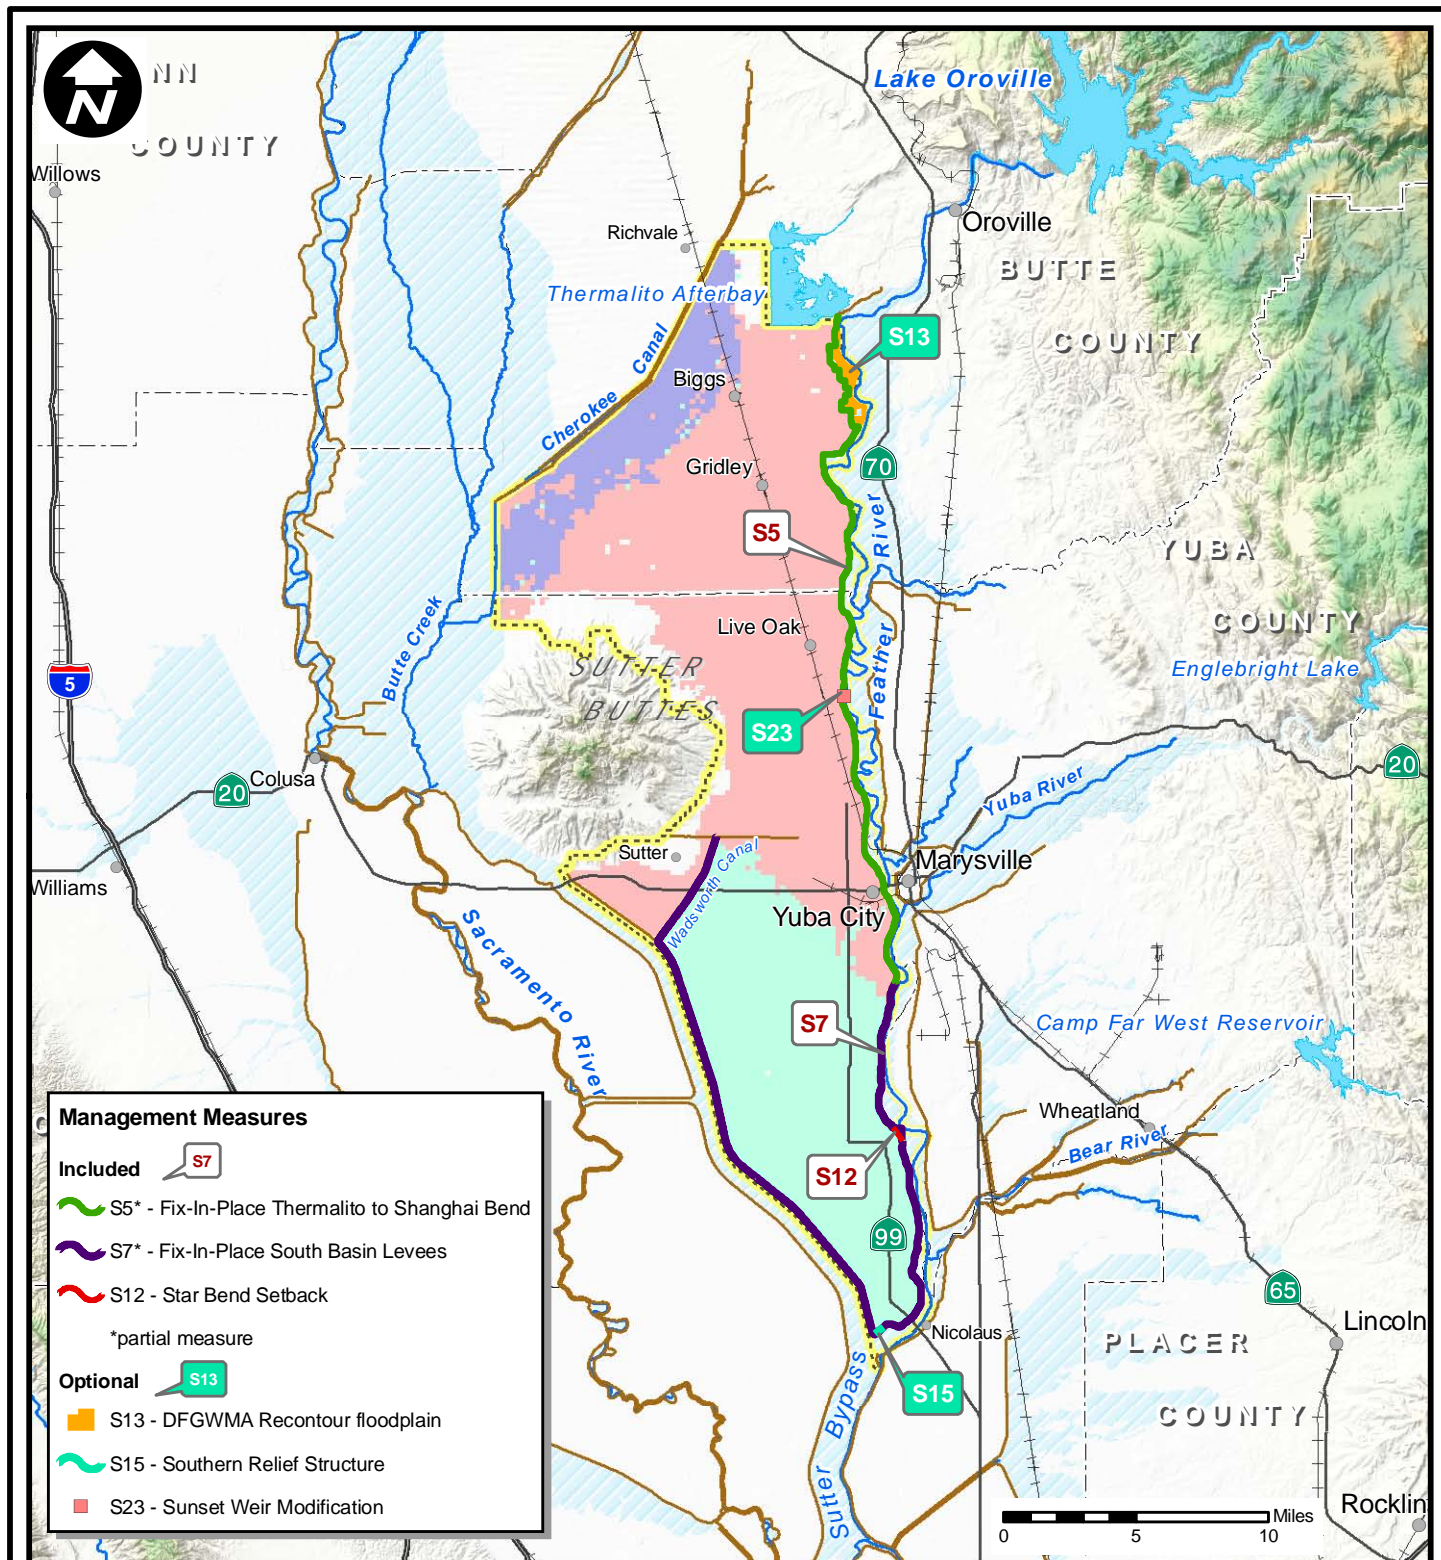 N
NN
COUNTY
Willows
Lake Oroville
Oroville
Richvale
BUTTE
COUNTY
Thermalito Afterbay
S13
Cherokee Canal
Biggs
Gridley
70
S5
Feather River
YUBA
COUNTY
Englebright Lake
Butte Creek
Live Oak
SUTTER
BUTTES
5
S23
20
Colusa
20
Yuba River
Sutter
Wadsworth Canal
Marysville
Williams
Yuba City
Sacramento River
S7
Camp Far West Reservoir
Wheatland
Bear River
S12
99
65
Lincoln
Nicolaus
PLACER
COUNTY
S15
Sutter Bypass
Rocklin
Management Measures
Included
S7
S5* - Fix-In-Place Thermalito to Shanghai Bend
S7* - Fix-In-Place South Basin Levees
S12 - Star Bend Setback
*partial measure
Optional
S13
S13 - DFGWMA Recontour floodplain
S15 - Southern Relief Structure
S23 - Sunset Weir Modification
Miles
0 5 10